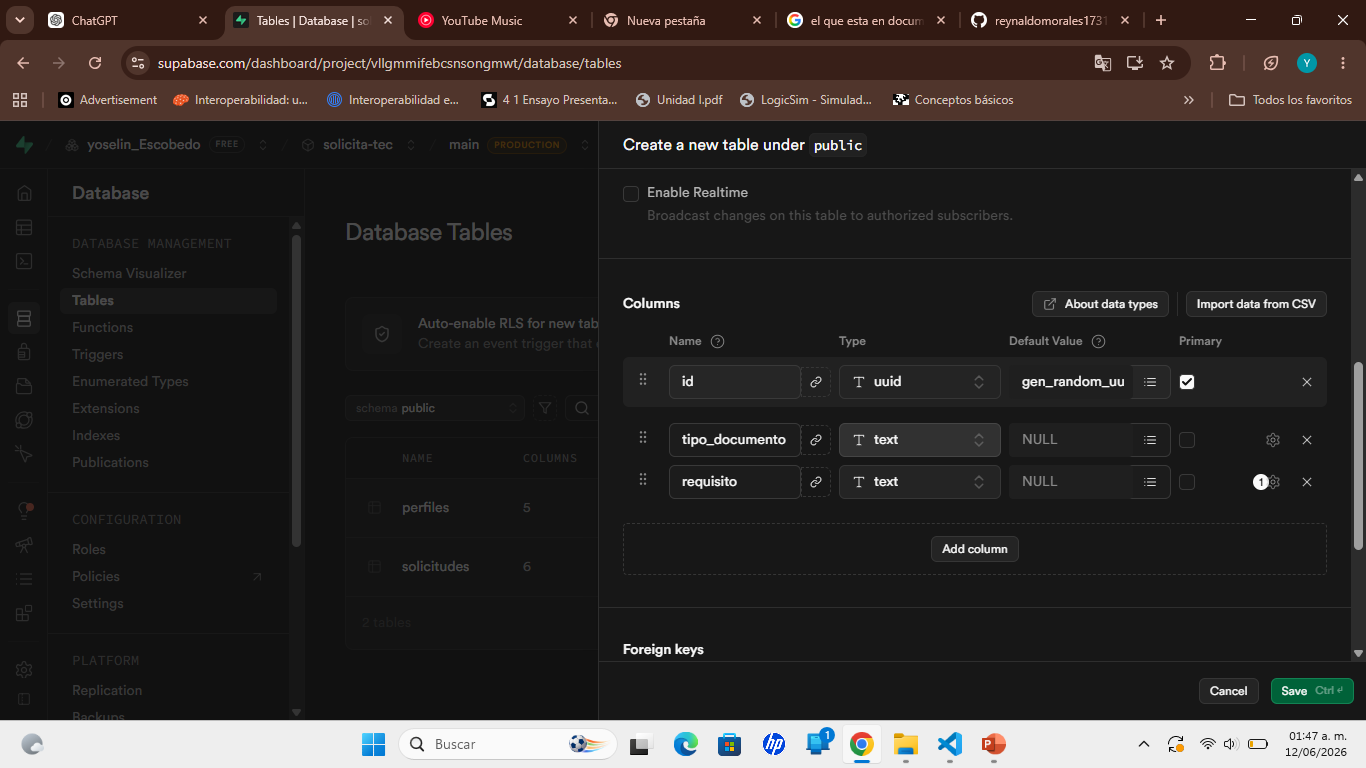 ChatGPT
Tables | Database | so
YouTube Music
Nueva pestaña
el que esta en docum
reynaldomorales1731
supabase.com/dashboard/project/vllgmmifebcsnsongmwt/database/tables
Y
Advertisement
Interoperabilidad: u...
Interoperabilidad e...
4 1 Ensayo Presenta...
Unidad I.pdf
LogicSim - Simulad...
Conceptos básicos
Todos los favoritos
yoselin_Escobedo
FREE
solicita-tec
main
PRODUCTION
Create a new table under public
Database
DATABASE MANAGEMENT
Schema Visualizer
Tables
Functions
Triggers
Enumerated Types
Extensions
Indexes
Publications
CONFIGURATION
Roles
Policies
Settings
PLATFORM
Replication
Backups
Database Tables
Auto-enable RLS for new tab
Create an event trigger that
schema public
NAME COLUMNS
perfiles 5
solicitudes 6
2 tables
Enable Realtime
Broadcast changes on this table to authorized subscribers.
Columns
About data types
Import data from CSV
Name Type Default Value Primary
id uuid gen_random_uu
tipo_documento text NULL
requisito text NULL 1
Add column
Foreign keys
Cancel
Save Ctrl
Buscar
1
01:47 a. m.
12/06/2026